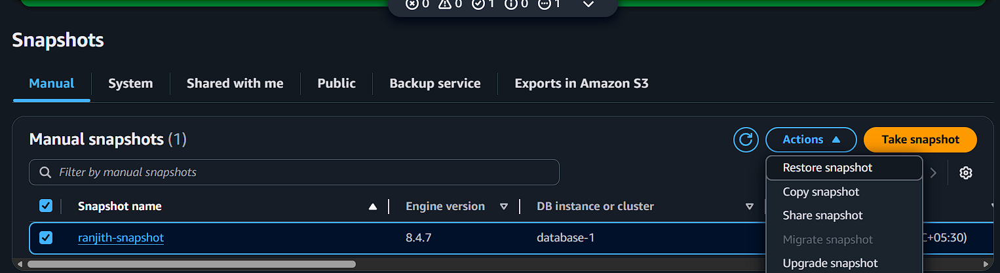 0 0 1 0 1
Snapshots
Manual System Shared with me Public Backup service Exports in Amazon S3
Manual snapshots (1) Actions Take snapshot
Filter by manual snapshots
Restore snapshot
Copy snapshot
Share snapshot
Migrate snapshot
Upgrade snapshot
Snapshot name Engine version DB instance or cluster
ranjith-snapshot 8.4.7 database-1 C+05:30)